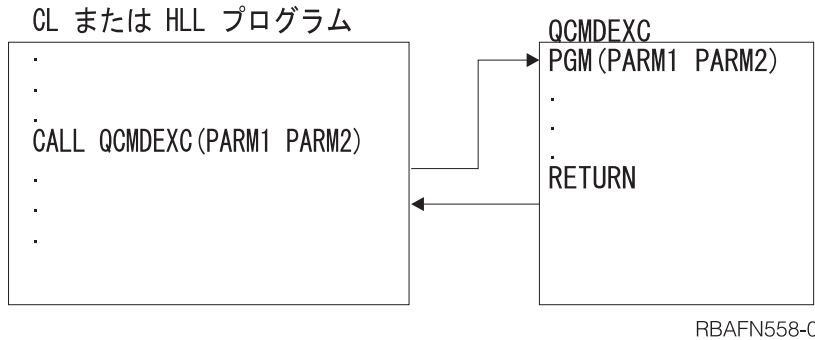 CL または HLL プログラム
.
.
.
CALL QCMDEXC(PARM1 PARM2)
.
.
.
QCMDEXC
PGM(PARM1 PARM2)
.
.
.
RETURN
RBAFN558-0